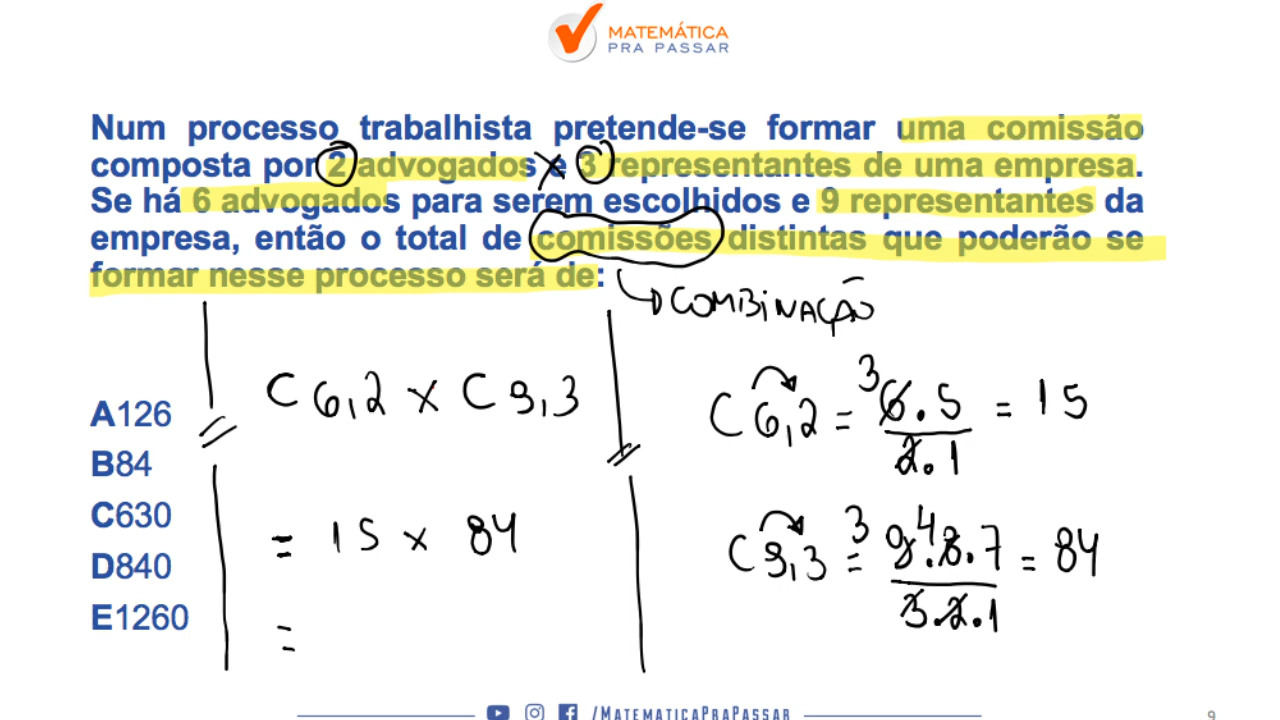 MATEMÁTICA
PRA PASSAR
Num processo trabalhista pretende-se formar uma comissão
composta por 2 advogados x e 3 representantes de uma empresa.
Se há 6 advogados para serem escolhidos e 9 representantes da
empresa, então o total de comissões distintas que poderão se
formar nesse processo será de:
COMBINAÇÃO
A126
B84
C630
D840
E1260
C6,2 x C9,3
= 15 x 84
=
C6,2 = 3 6.5 = 15
2.1
C9,3 = 3 9.4 8.7 = 84
3.2.1
/MATEMATICAPRAPASSAR
9